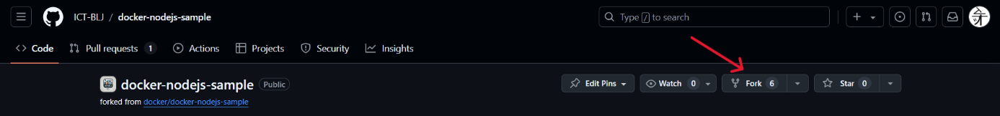 ICT-BLJ / docker-nodejs-sample
Type / to search
Code
Pull requests 1
Actions
Projects
Security
Insights
docker-nodejs-sample
Public
Edit Pins
Watch 0
Fork 6
Star 0
forked from docker/docker-nodejs-sample